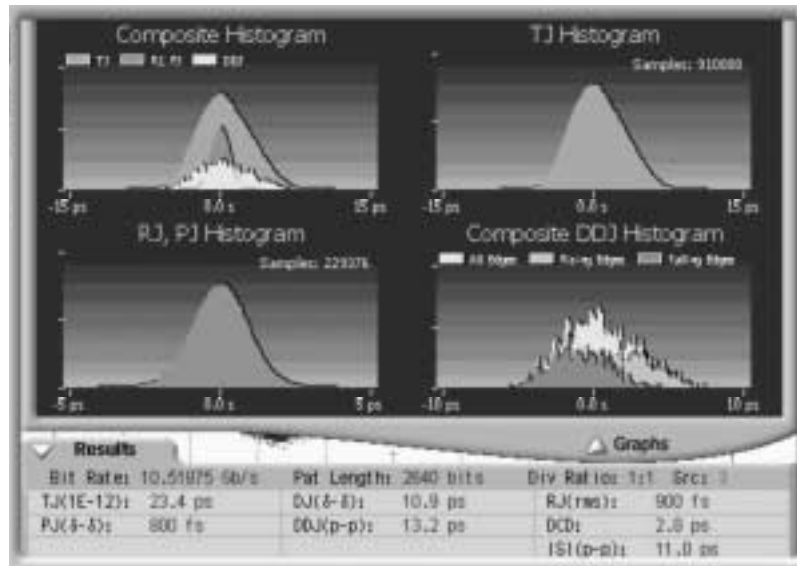 Composite Histogram
TJ RJ, PJ DDJ
-15 ps 0.0 s 15 ps
TJ Histogram
Samples: 910000
-15 ps 0.0 s 15 ps
RJ, PJ Histogram
Samples: 229376
-5 ps 0.0 s 5 ps
Composite DDJ Histogram
All Edges Rising Edges Falling Edges
-10 ps 0.0 s 10 ps
Results
Graphs
Bit Rate: 10.51875 Gb/s Pat Length: 2640 bits Div Ratio: 1:1 Src:
TJ(1E-12): 23.4 ps DJ(δ-δ): 10.9 ps RJ(rms): 900 fs
PJ(δ-δ): 800 fs DDJ(p-p): 13.2 ps DCD: 2.8 ps
ISI(p-p): 11.0 ps